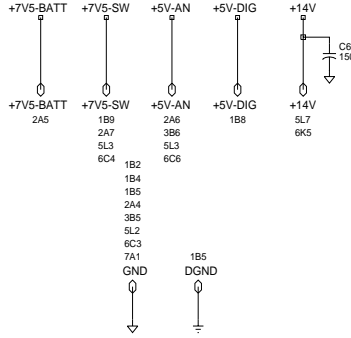 +7V5-BATT +7V5-SW +5V-AN +5V-DIG +14V
C6
150
+7V5-BATT +7V5-SW +5V-AN +5V-DIG +14V
2A5 1B9 2A6 1B8 5L7
2A7 3B6 6K5
5L3 5L3
6C4 6C6
1B2
1B4
1B5
2A4
3B5
5L2
6C3
7A1 1B5
GND DGND